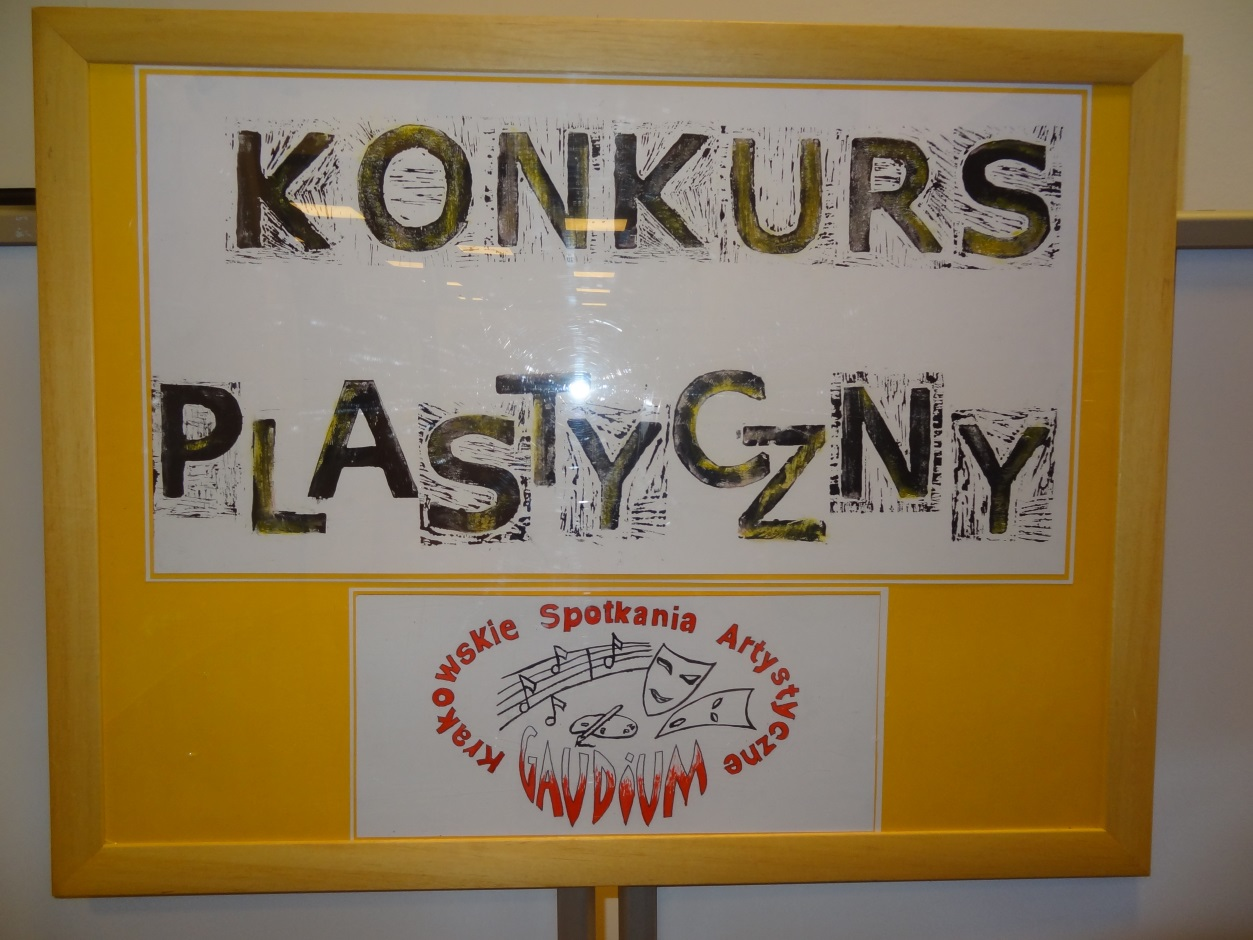 KONKURS
PLASTYCZNY
Krakowskie Spotkania Artystyczne
GAUDiUM